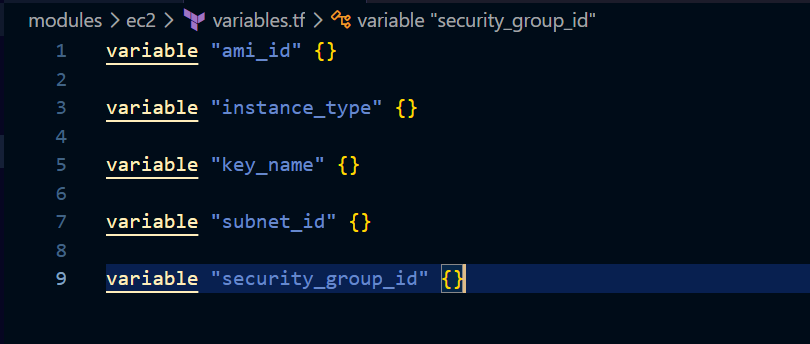 modules > ec2 > variables.tf > variable "security_group_id"
1 variable "ami_id" {}
2
3 variable "instance_type" {}
4
5 variable "key_name" {}
6
7 variable "subnet_id" {}
8
9 variable "security_group_id" {}